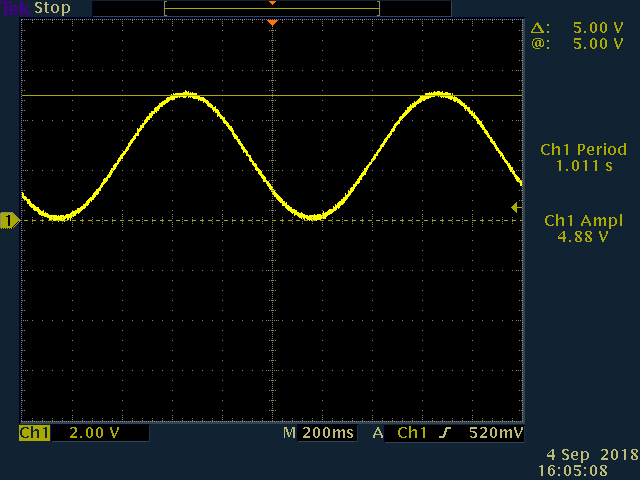 Tek Stop
Δ: 5.00 V
@: 5.00 V
Ch1 Period
1.011 s
1
Ch1 Ampl
4.88 V
Ch1 2.00 V M 200ms A Ch1 520mV
4 Sep 2018
16:05:08